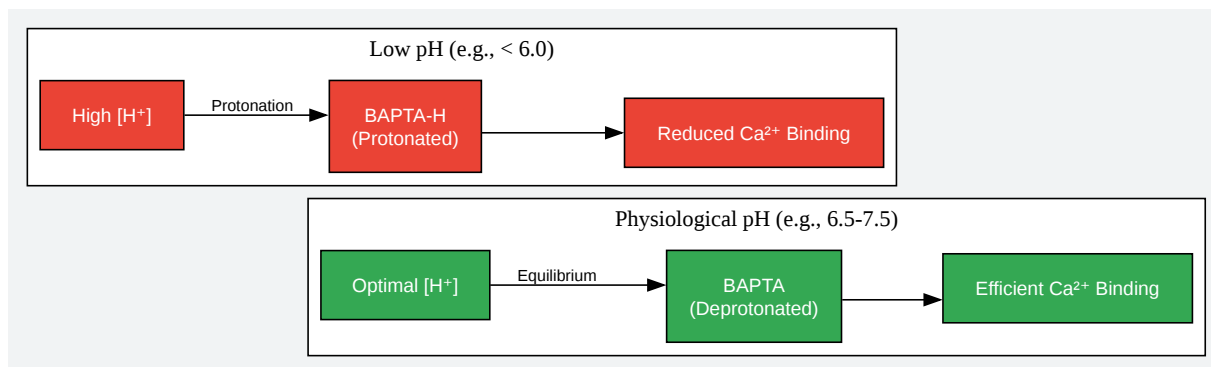 Low pH (e.g., < 6.0)
High [H⁺]
Protonation
BAPTA-H
(Protonated)
Reduced Ca²⁺ Binding
Physiological pH (e.g., 6.5-7.5)
Optimal [H⁺]
Equilibrium
BAPTA
(Deprotonated)
Efficient Ca²⁺ Binding